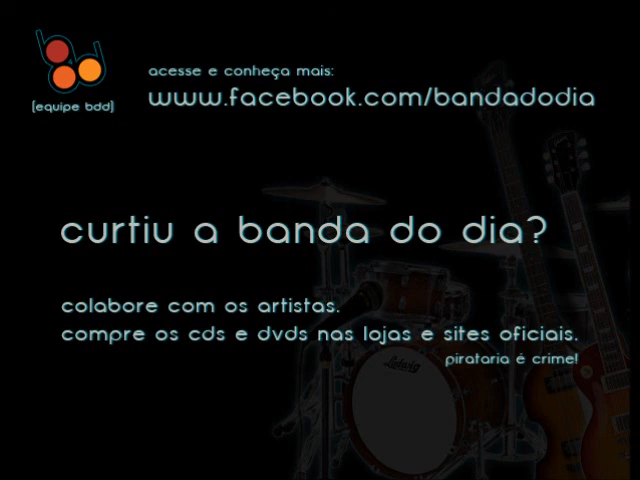 (equipe bdd)
acesse e conheça mais:
www.facebook.com/bandadodia
curtiu a banda do dia?
colabore com os artistas.
compre os cds e dvds nas lojas e sites oficiais.
pirataria é crime!
Ludwig